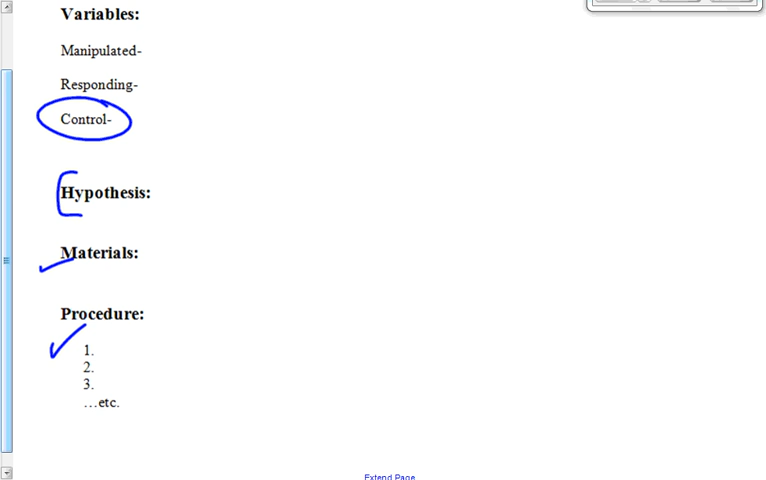 Variables:
Manipulated-
Responding-
Control-
Hypothesis:
Materials:
Procedure:
1.
2.
3.
…etc.
Extend Page